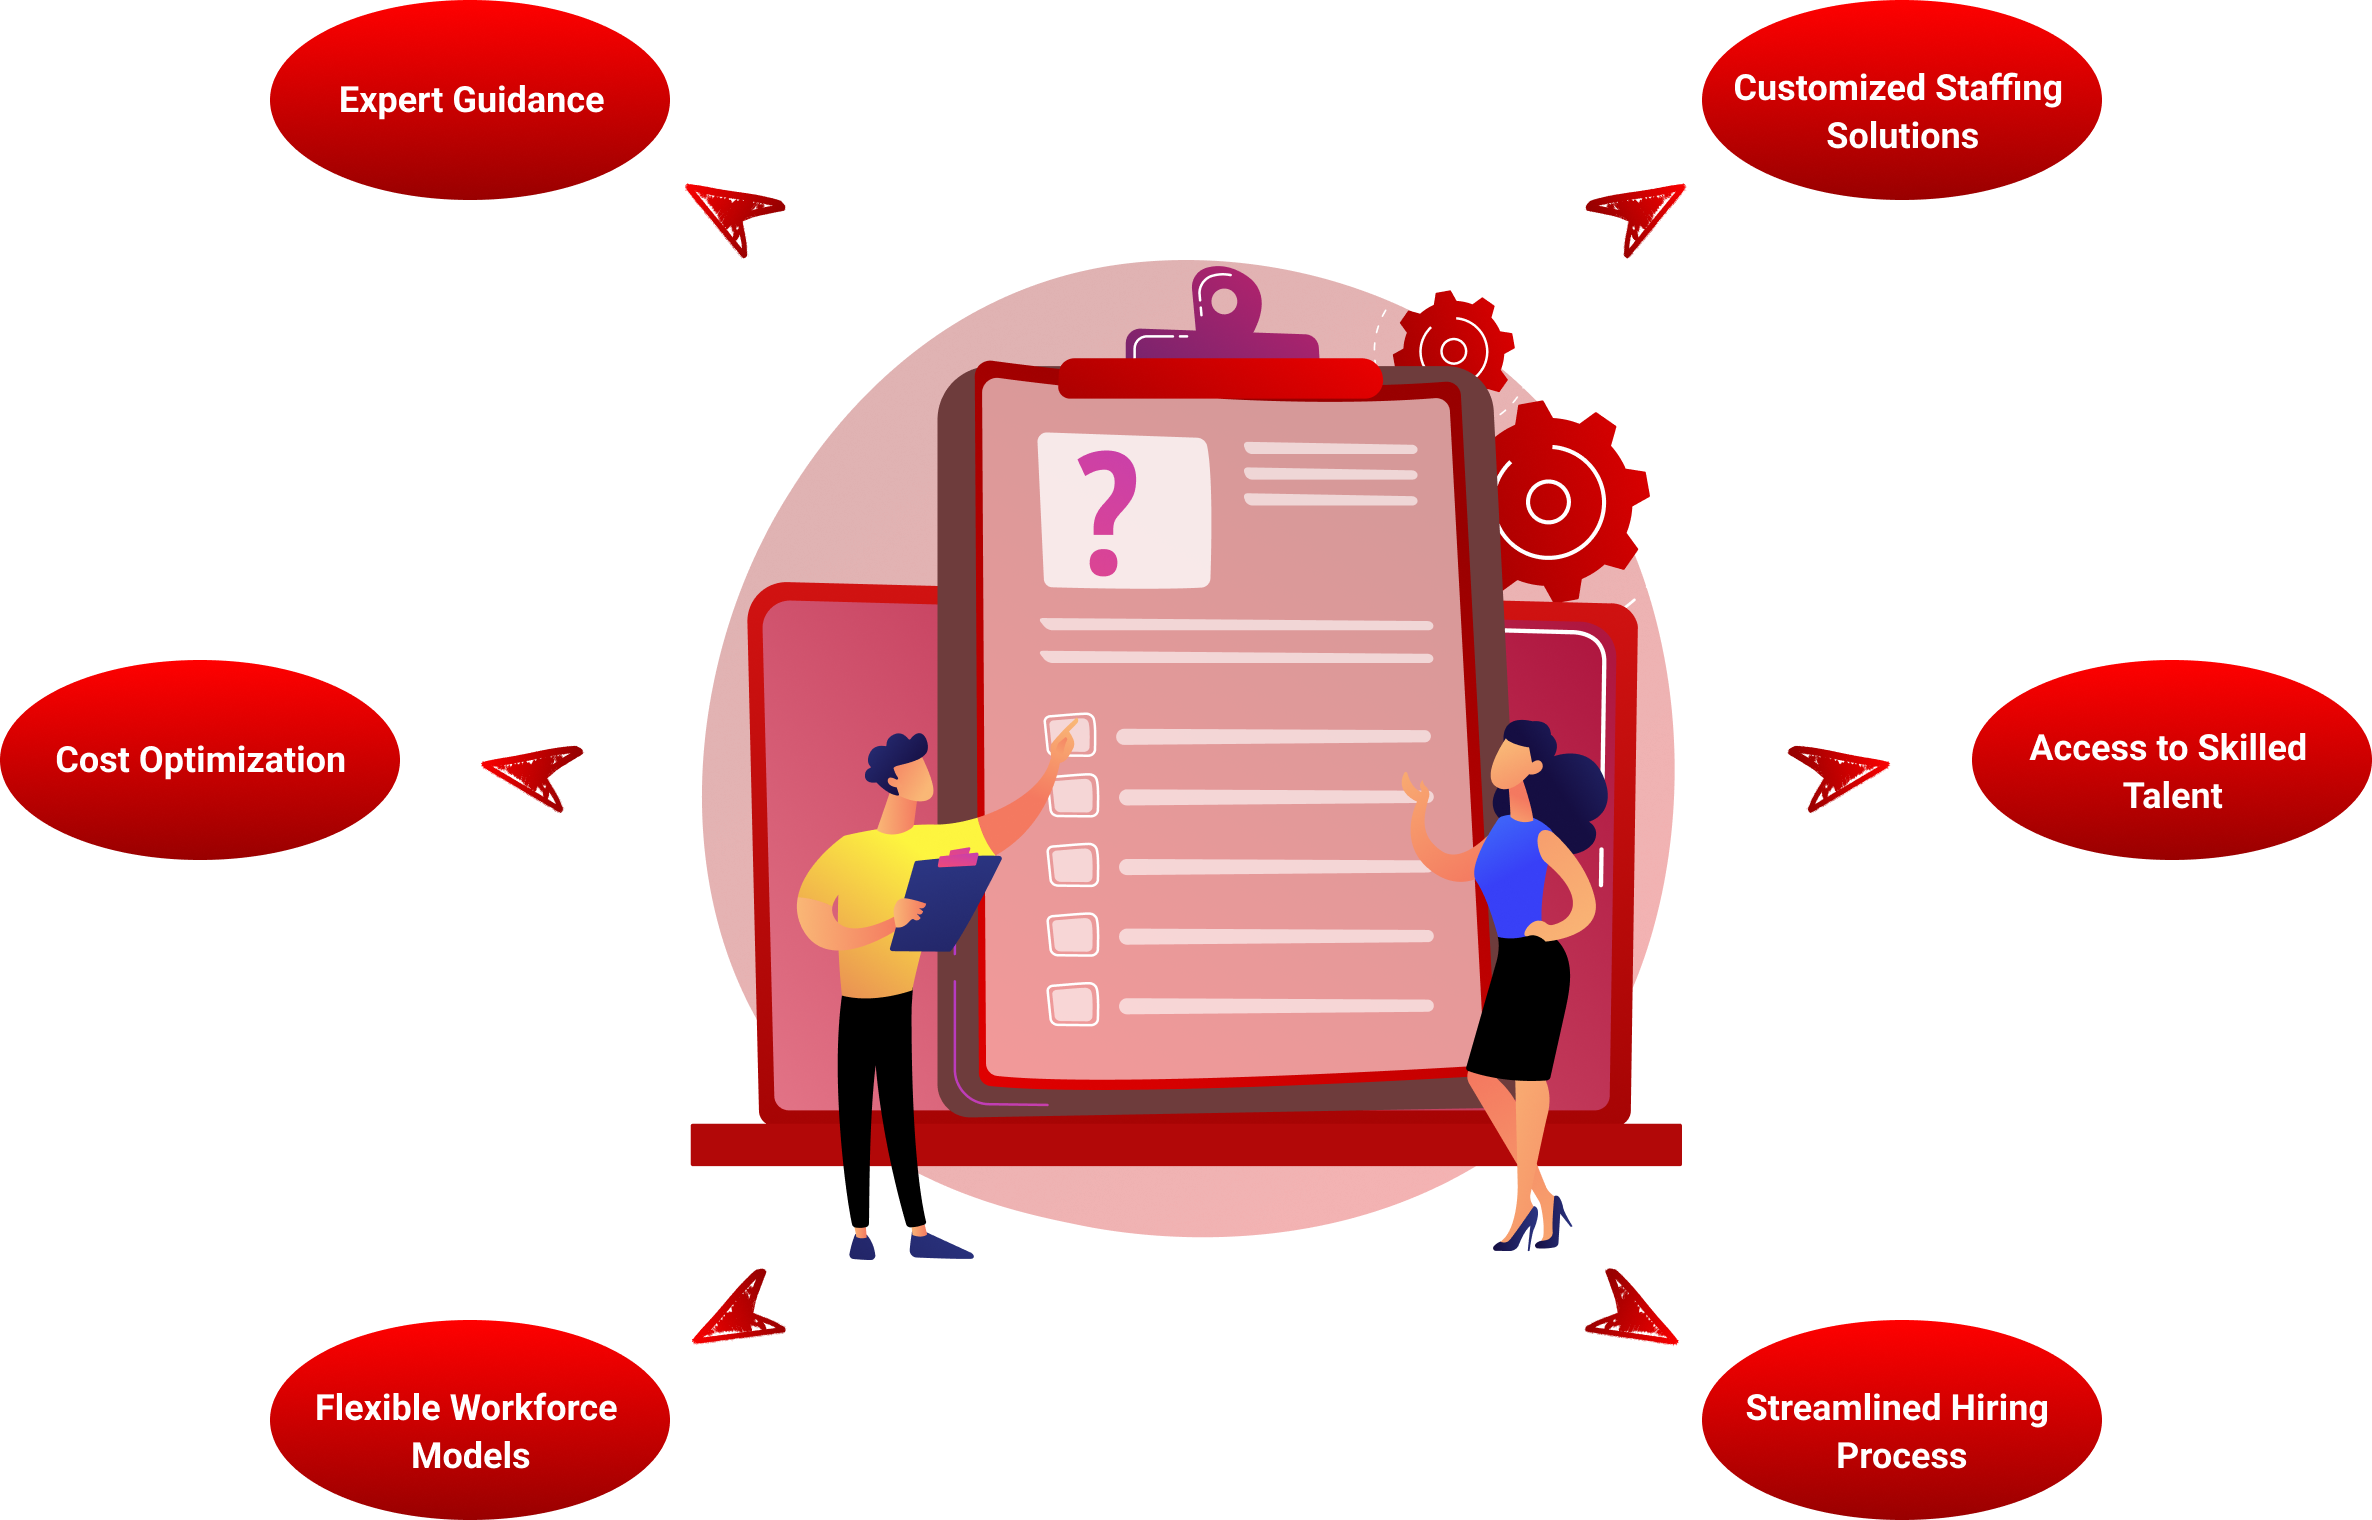 Expert Guidance
Customized Staffing
Solutions
?
Cost Optimization
Access to Skilled
Talent
Flexible Workforce
Models
Streamlined Hiring
Process